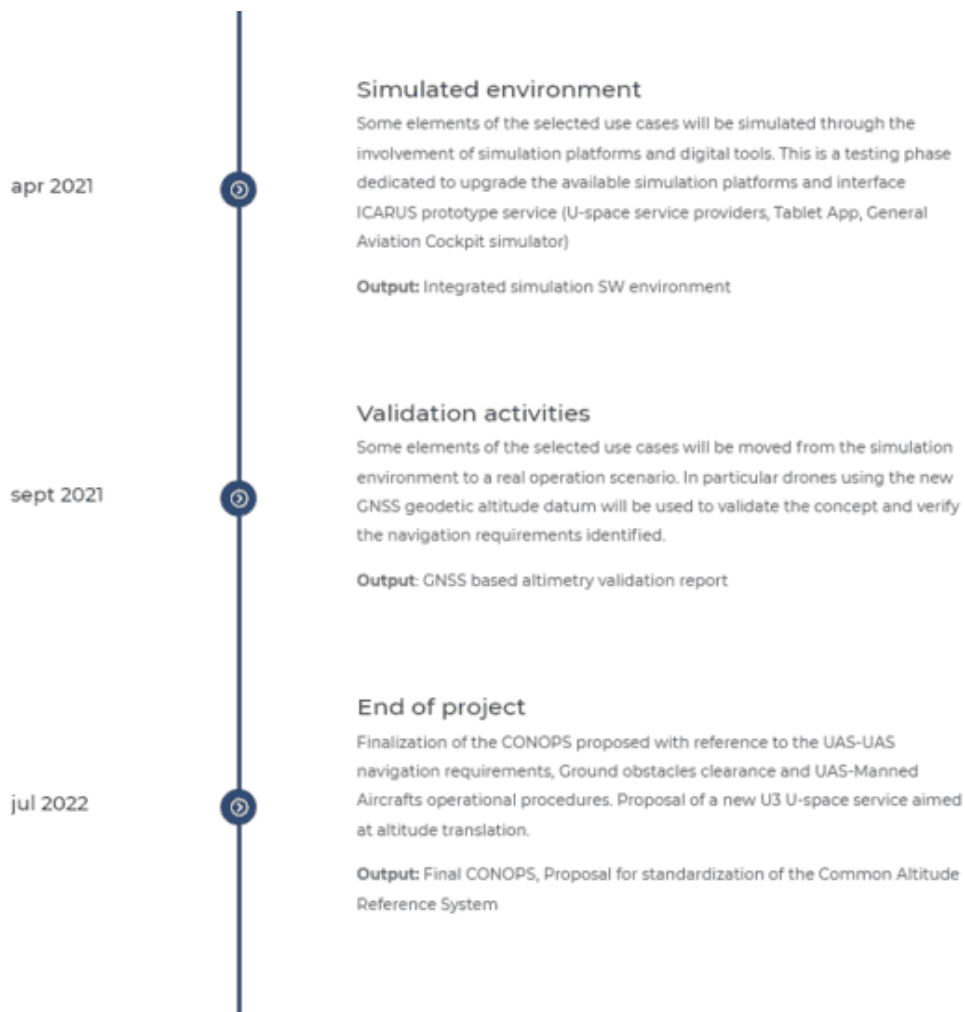 Simulated environment
Some elements of the selected use cases will be simulated through the
involvement of simulation platforms and digital tools. This is a testing phase
apr 2021
dedicated to upgrade the available simulation platforms and interface
ICARUS prototype service (U-space service providers, Tablet App, General
Aviation Cockpit simulator)
Output: Integrated simulation SW environment
Validation activities
Some elements of the selected use cases will be moved from the simulation
environment to a real operation scenario. In particular drones using the new
sept 2021
GNSS geodetic altitude datum will be used to validate the concept and verify
the navigation requirements identified.
Output: GNSS based altimetry validation report
End of project
Finalization of the CONOPS proposed with reference to the UAS-UAS
navigation requirements, Ground obstacles clearance and UAS-Manned
jul 2022
Aircrafts operational procedures. Proposal of a new U3 U-space service aimed
at altitude translation.
Output: Final CONOPS, Proposal for standardization of the Common Altitude
Reference System